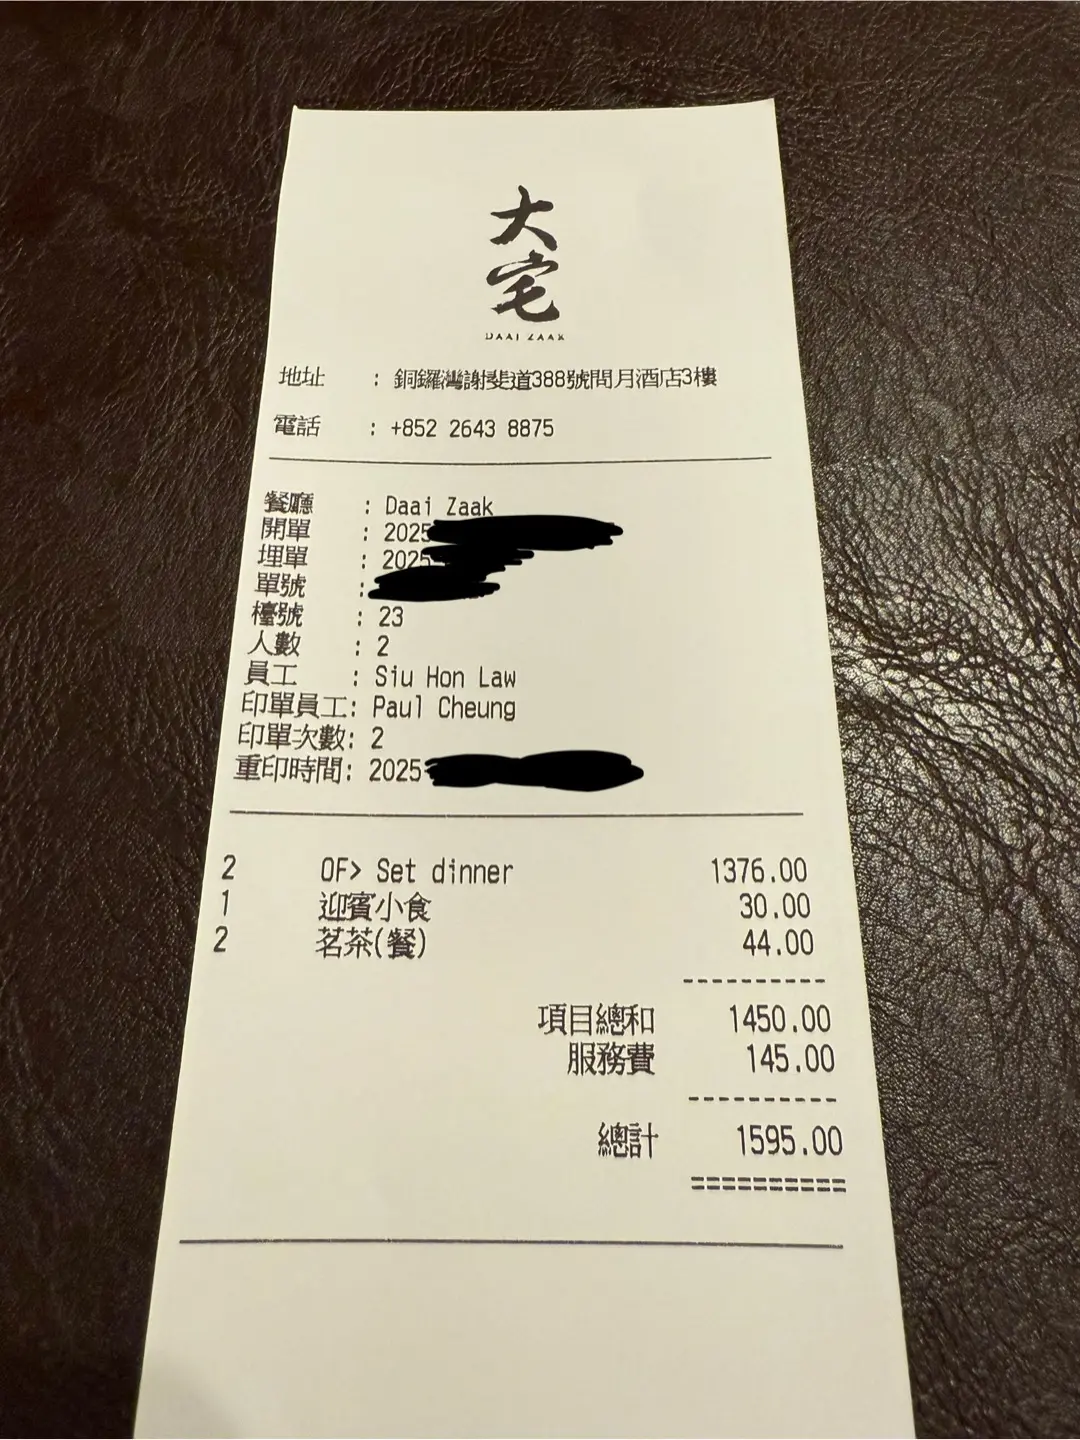 大
宅
DAAI ZAAK
地址 : 銅鑼灣謝斐道388號問月酒店3樓
電話 : +852 2643 8875
餐廳 : Daai Zaak
開單 : 2025
埋單 : 2025
單號 :
檯號 : 23
人數 : 2
員工 : Siu Hon Law
印單員工: Paul Cheung
印單次數: 2
重印時間: 2025-
2 OF> Set dinner 1376.00
1 迎賓小食 30.00
2 茗茶(餐) 44.00
----------
項目總和 1450.00
服務費 145.00
----------
總計 1595.00
==========